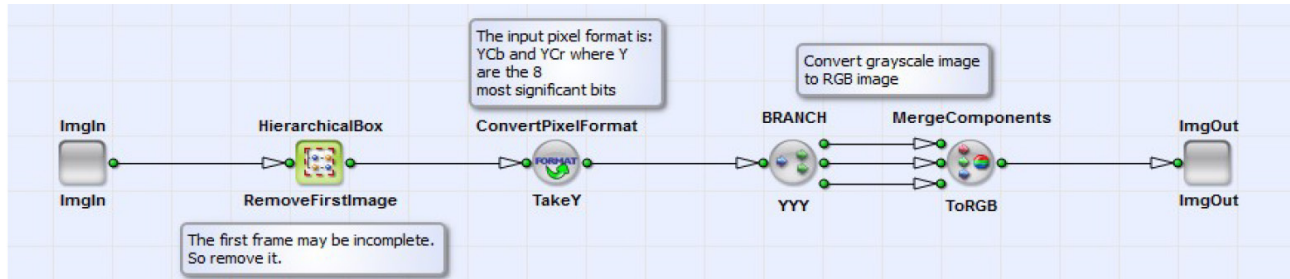 The input pixel format is:
YCb and YCr where Y
are the 8
most significant bits
Convert grayscale image
to RGB image
ImgIn
HierarchicalBox
ConvertPixelFormat
BRANCH
MergeComponents
ImgOut
FORMAT
ImgIn
RemoveFirstImage
TakeY
YYY
ToRGB
ImgOut
The first frame may be incomplete.
So remove it.